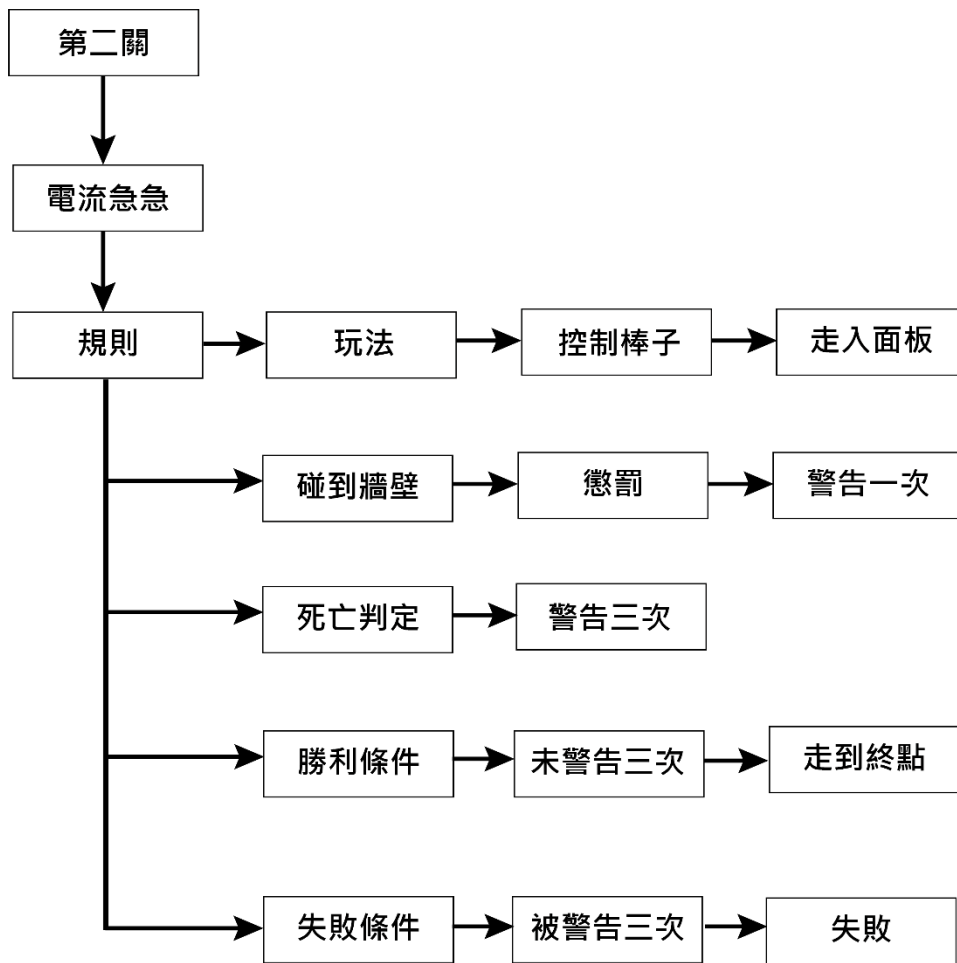 第二關
電流急急
規則
玩法
控制棒子
走入面板
碰到牆壁
懲罰
警告一次
死亡判定
警告三次
勝利條件
未警告三次
走到終點
失敗條件
被警告三次
失敗